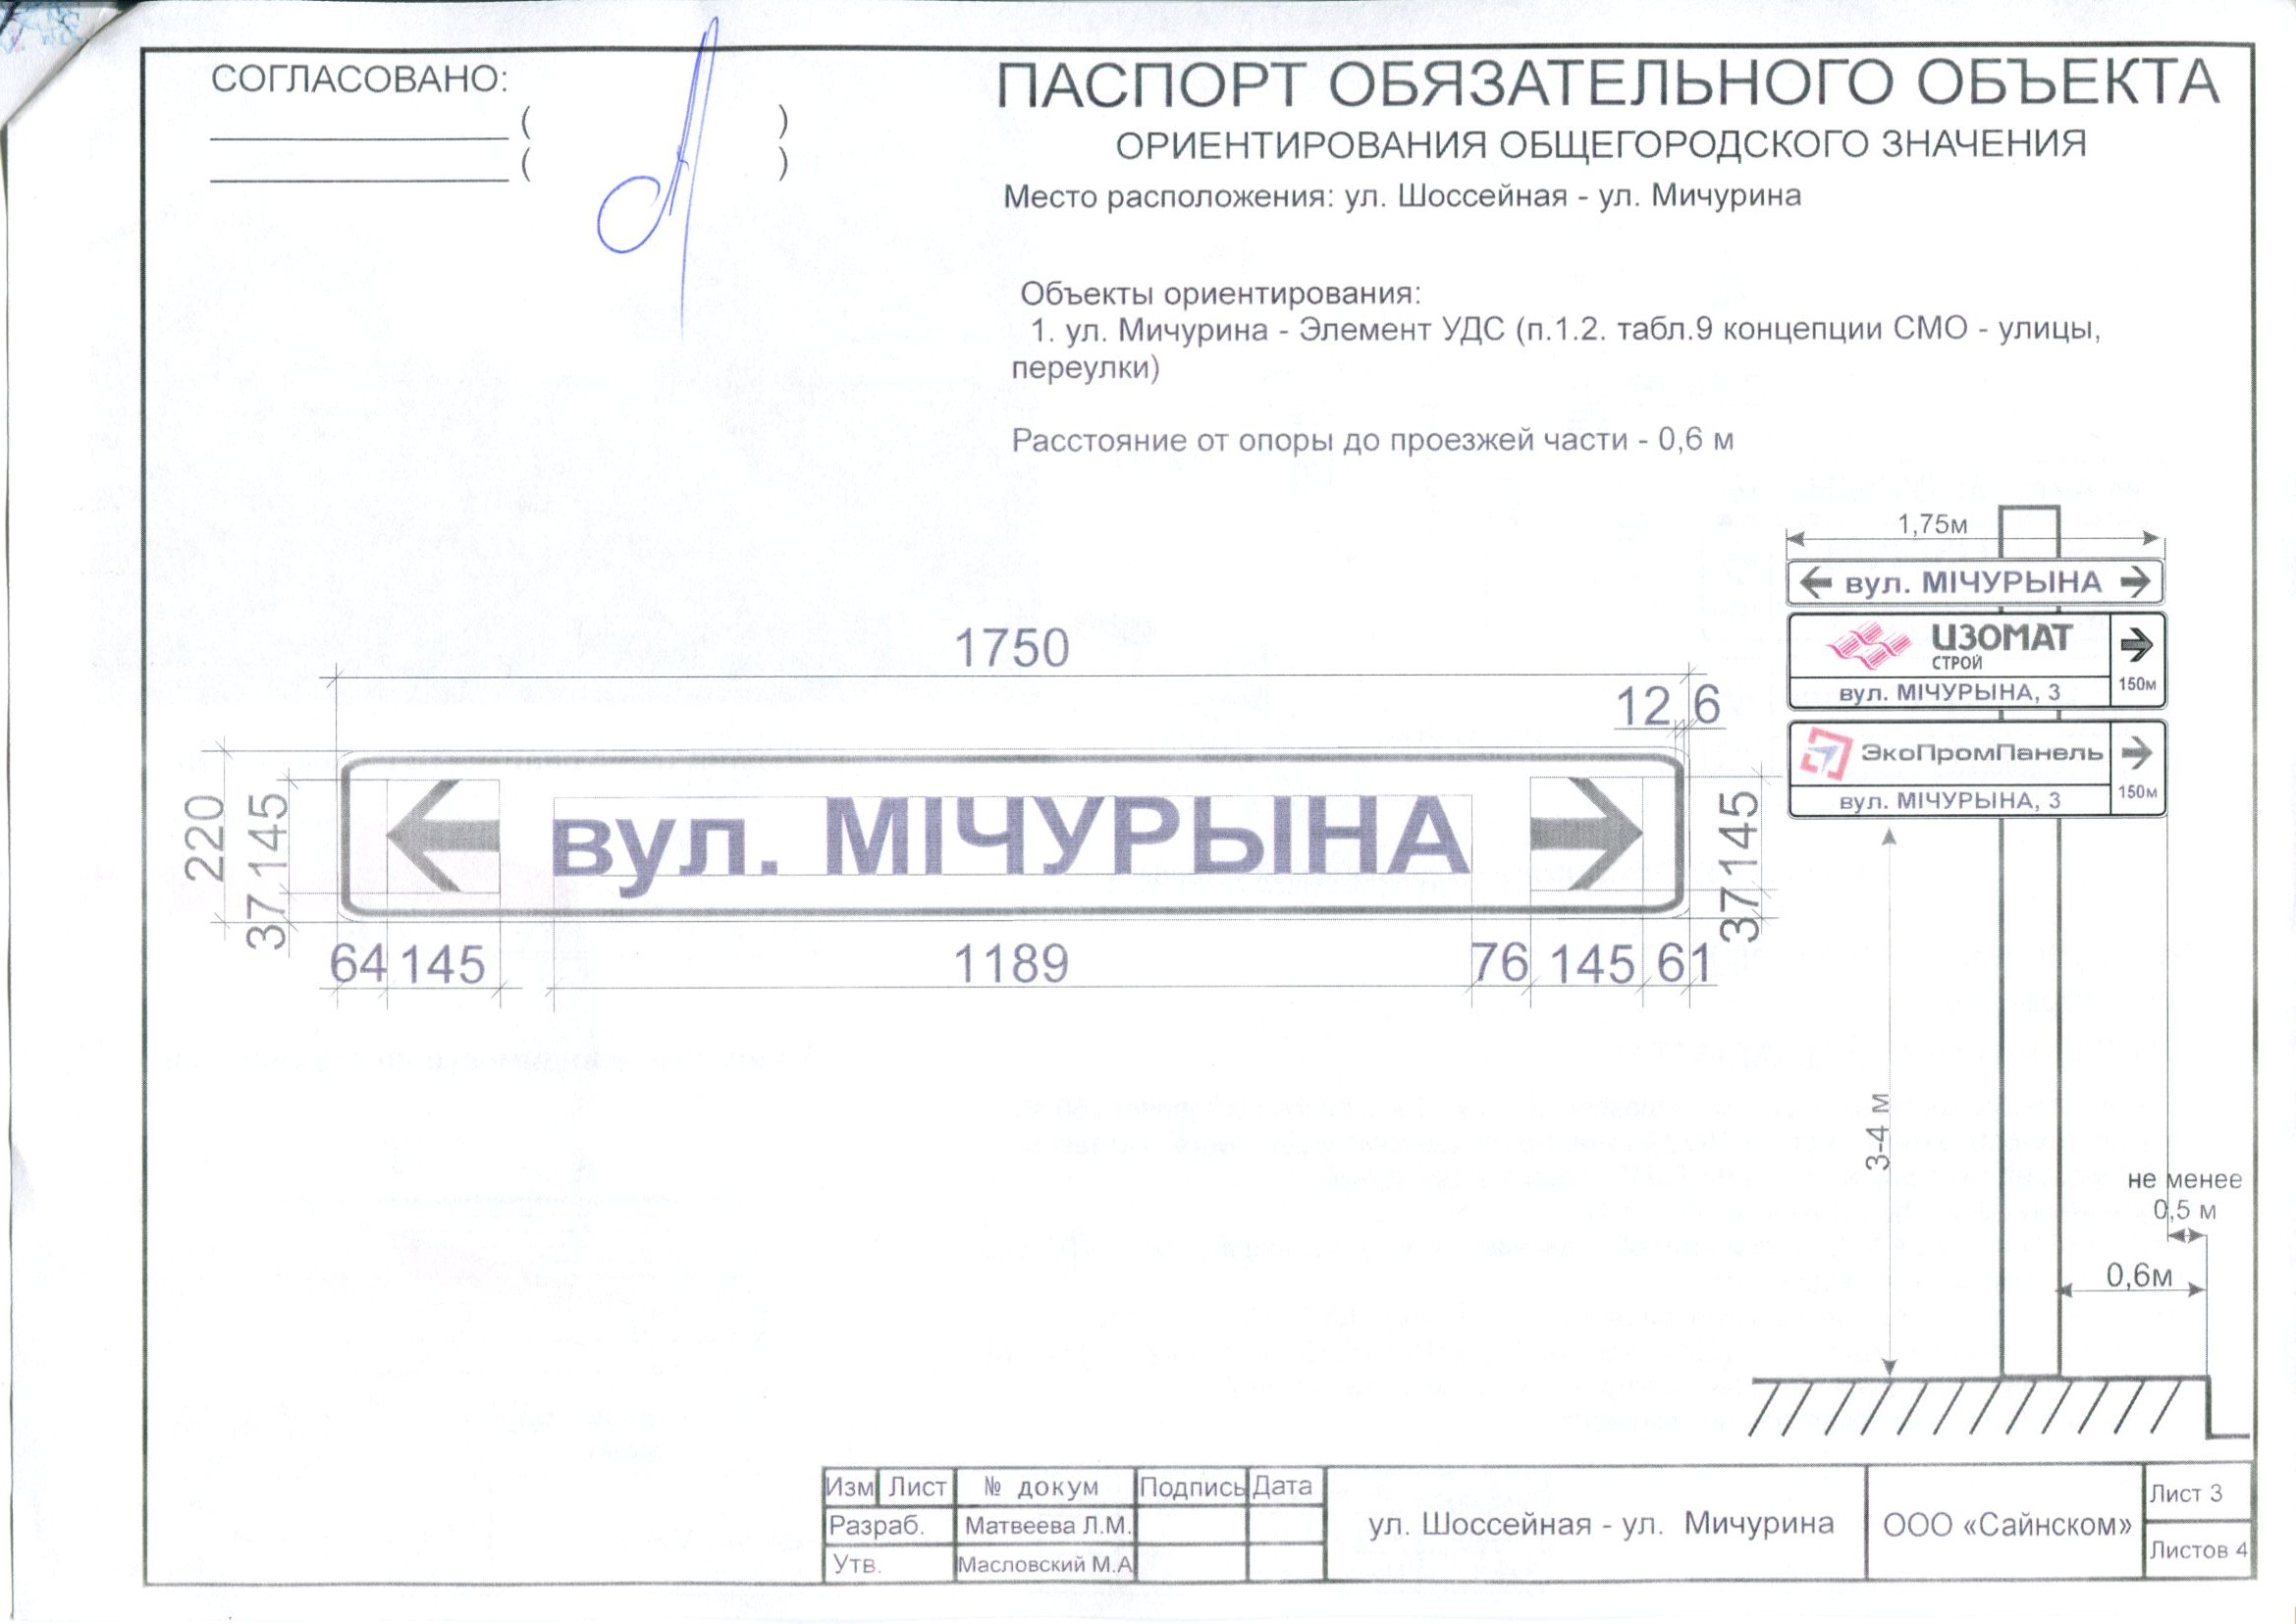 СОГЛАСОВАНО:
( )
( )
ПАСПОРТ ОБЯЗАТЕЛЬНОГО ОБЪЕКТА
ОРИЕНТИРОВАНИЯ ОБЩЕГОРОДСКОГО ЗНАЧЕНИЯ
Место расположения: ул. Шоссейная - ул. Мичурина
Объекты ориентирования:
1. ул. Мичурина - Элемент УДС (п.1.2. табл.9 концепции СМО - улицы,
переулки)
Расстояние от опоры до проезжей части - 0,6 м
1750
12 6
220
37 145
вул. МІЧУРЫНА
37 145
64 145 1189 76 145 61
1,75м
вул. МІЧУРЫНА
ИЗОМАТ
СТРОЙ
вул. МІЧУРЫНА, 3
150м
ЭкоПромПанель
вул. МІЧУРЫНА, 3
150м
3-4 м
не менее
0,5 м
0,6м
Изм Лист № докум Подпись Дата
Разраб. Матвеева Л.М.
Утв. Масловский М.А
ул. Шоссейная - ул. Мичурина
ООО «Сайнском»
Лист 3
Листов 4